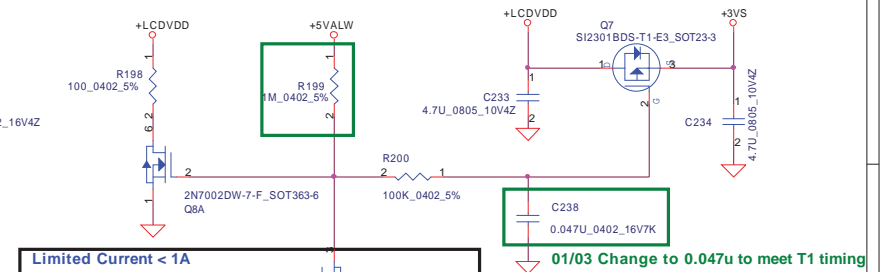 +LCDVDD
+5VALW
+LCDVDD
Q7
+3VS
SI2301BDS-T1-E3_SOT23-3
1
1
R198
100_0402_5%
R199
1M_0402_5%
1
D
S
3
G
2
1
C233
4.7U_0805_10V4Z
2
1
C234
2
4.7U_0805_10V4Z
2_16V4Z
2
6
2
R200
2
1
100K_0402_5%
2
1
2N7002DW-7-F_SOT363-6
Q8A
C238
0.047U_0402_16V7K
3
Limited Current < 1A
01/03 Change to 0.047u to meet T1 timing